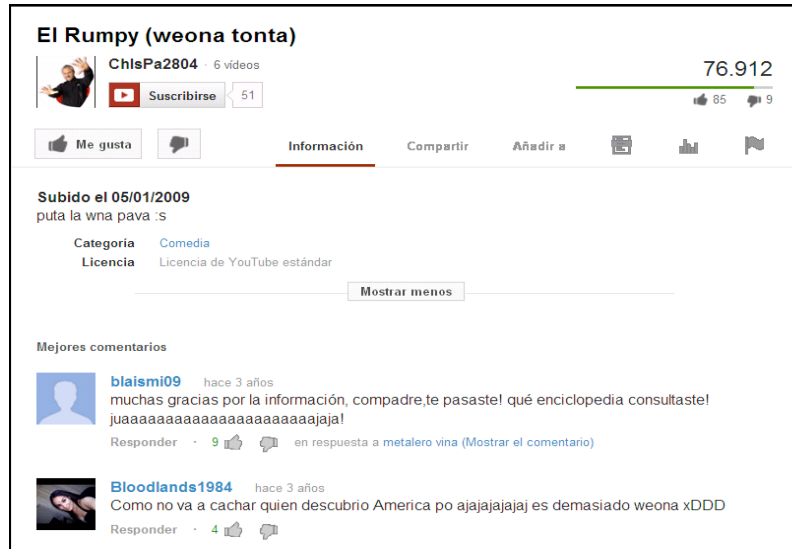 El Rumpy (weona tonta)
ChIsPa2804 · 6 vídeos
Suscribirse 51
76.912
85 9
Me gusta
Información Compartir Añadir a
Subido el 05/01/2009
puta la wna pava :s
Categoría Comedia
Licencia Licencia de YouTube estándar
Mostrar menos
Mejores comentarios
blaismi09 hace 3 años
muchas gracias por la información, compadre,te pasaste! qué enciclopedia consultaste!
juaaaaaaaaaaaaaaaaaaaaaaajaja!
Responder · 9 en respuesta a metalero vina (Mostrar el comentario)
Bloodlands1984 hace 3 años
Como no va a cachar quien descubrio America po ajajajajajaj es demasiado weona xDDD
Responder · 4